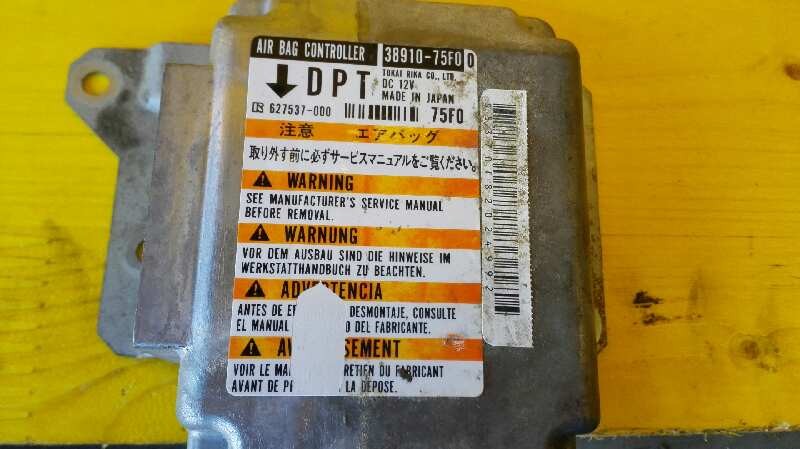 AIR BAG CONTROLLER 38910-75F00
DPT
TOKAI RIKA CO., LTD.
DC 12V
MADE IN JAPAN
627537-000 75F0
注意 エアバッグ
取り外す前に必ずサービスマニュアルをご覧ください。
WARNING
SEE MANUFACTURER'S SERVICE MANUAL
BEFORE REMOVAL.
WARNUNG
VOR DEM AUSBAU SIND DIE HINWEISE IM
WERKSTATTHANDBUCH ZU BEACHTEN.
TENCIA
ANTES DE DESMONTAJE, CONSULTE
EL MANUAL DEL FABRICANTE.
SEMENT
VOIR LE DU FABRICANT
AVANT DE LA DEPOSE.